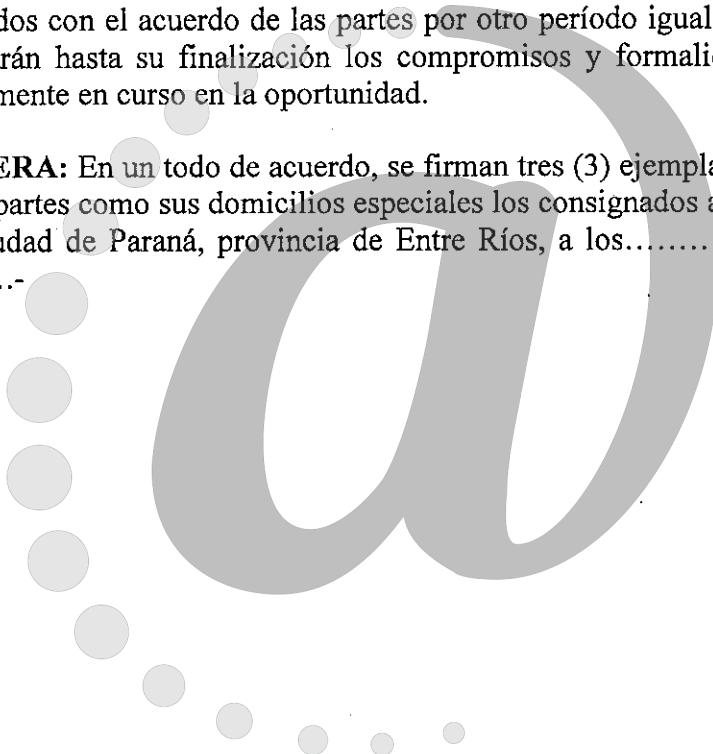 dos con el acuerdo de las partes por otro período igual
rán hasta su finalización los compromisos y formali
mente en curso en la oportunidad.
ERA: En un todo de acuerdo, se firman tres (3) ejempla
partes como sus domicilios especiales los consignados a
udad de Paraná, provincia de Entre Ríos, a los........
..-